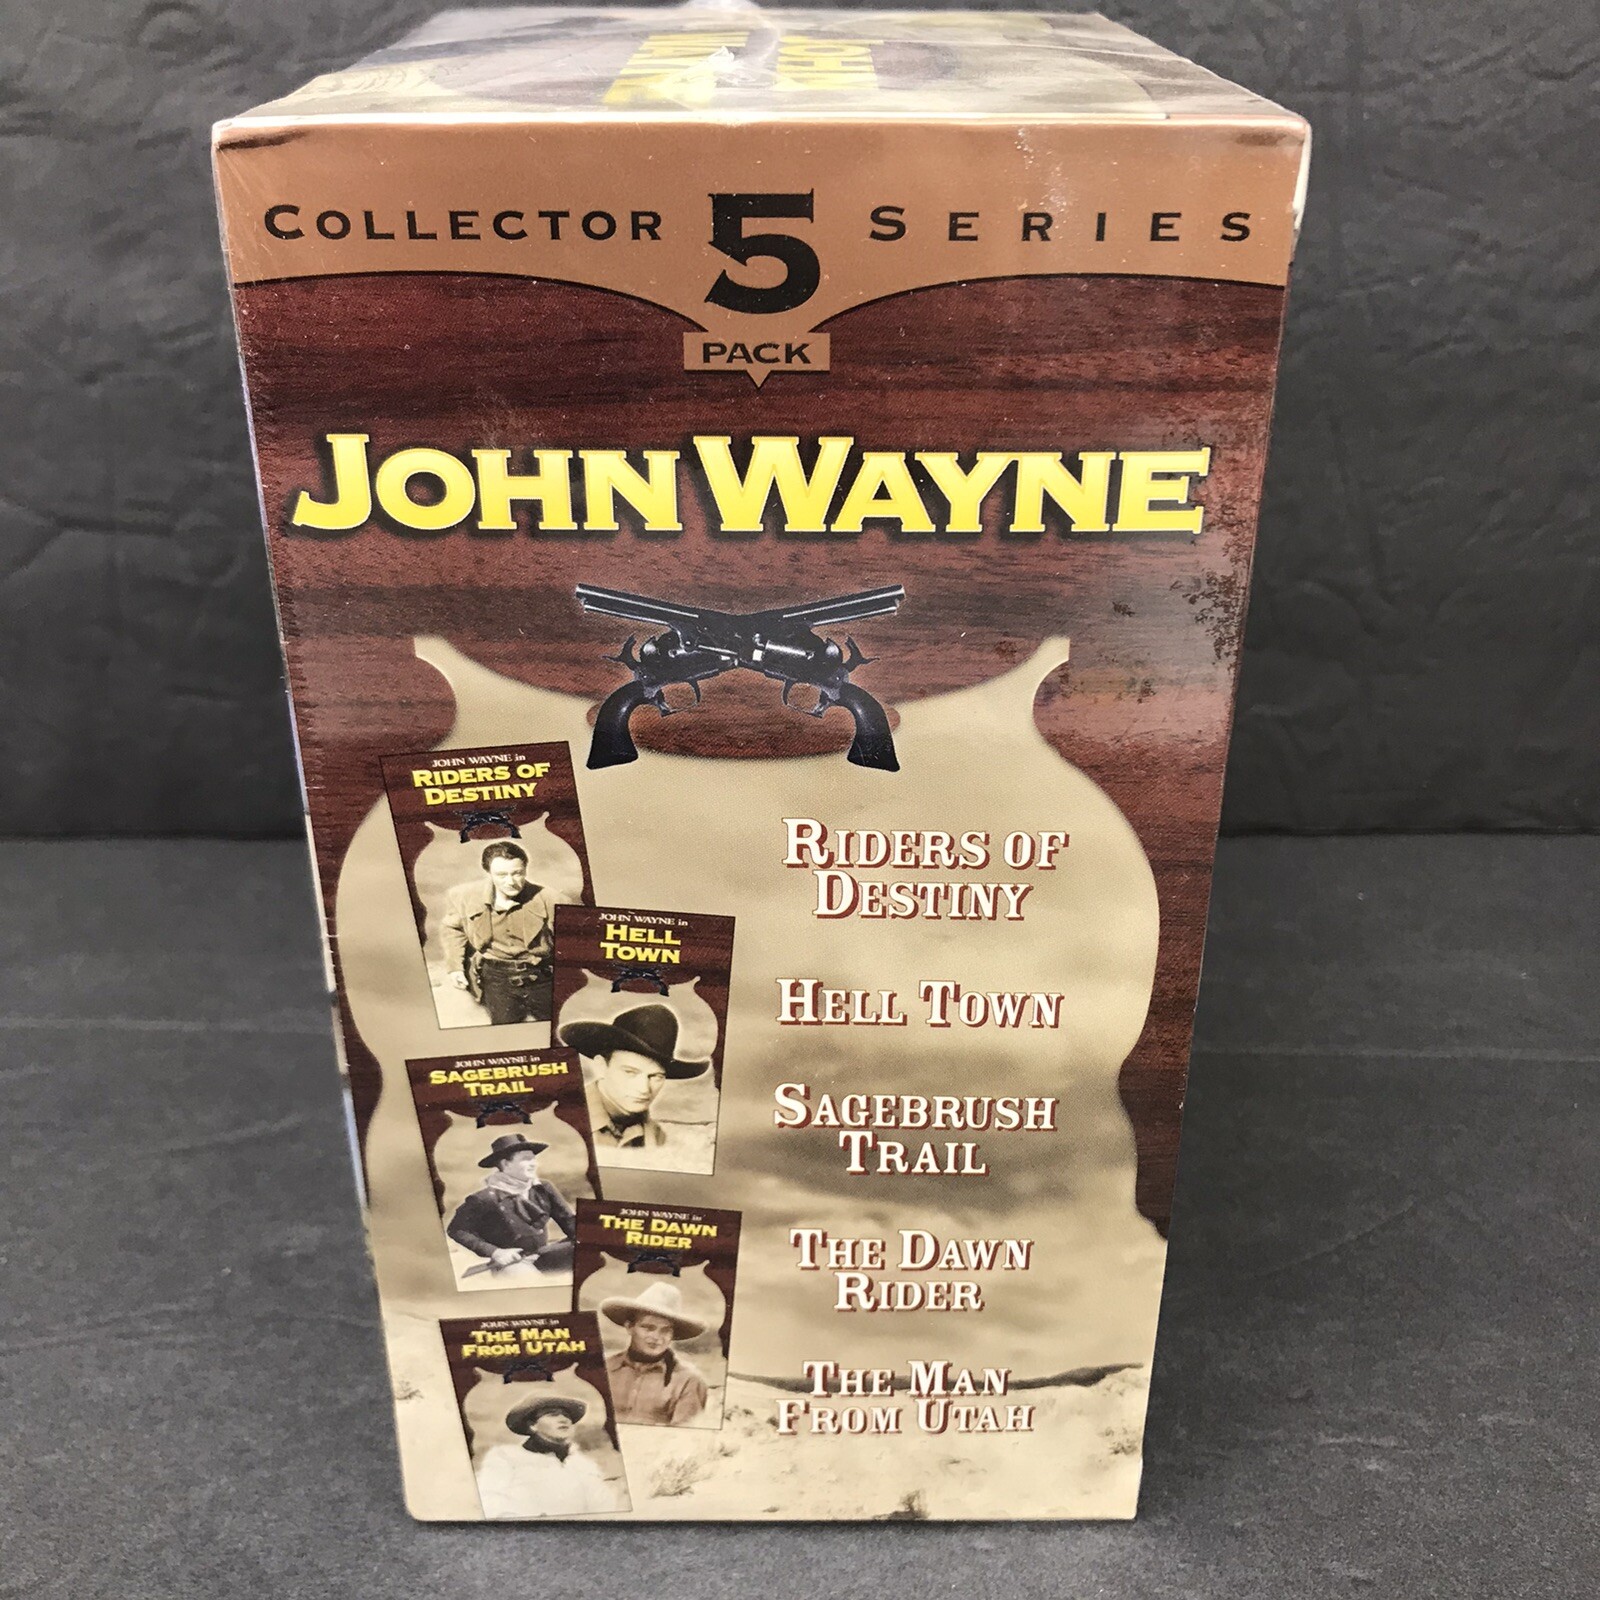 JOHN
COLLECTOR 5 SERIES
PACK
JOHN WAYNE
JOHN WAYNE in
RIDERS OF
DESTINY
JOHN WAYNE in
HELL
TOWN
JOHN WAYNE in
SAGEBRUSH
TRAIL
JOHN WAYNE in
THE DAWN
RIDER
JOHN WAYNE in
THE MAN
FROM UTAH
RIDERS OF
DESTINY
HELL TOWN
SAGEBRUSH
TRAIL
THE DAWN
RIDER
THE MAN
FROM UTAH